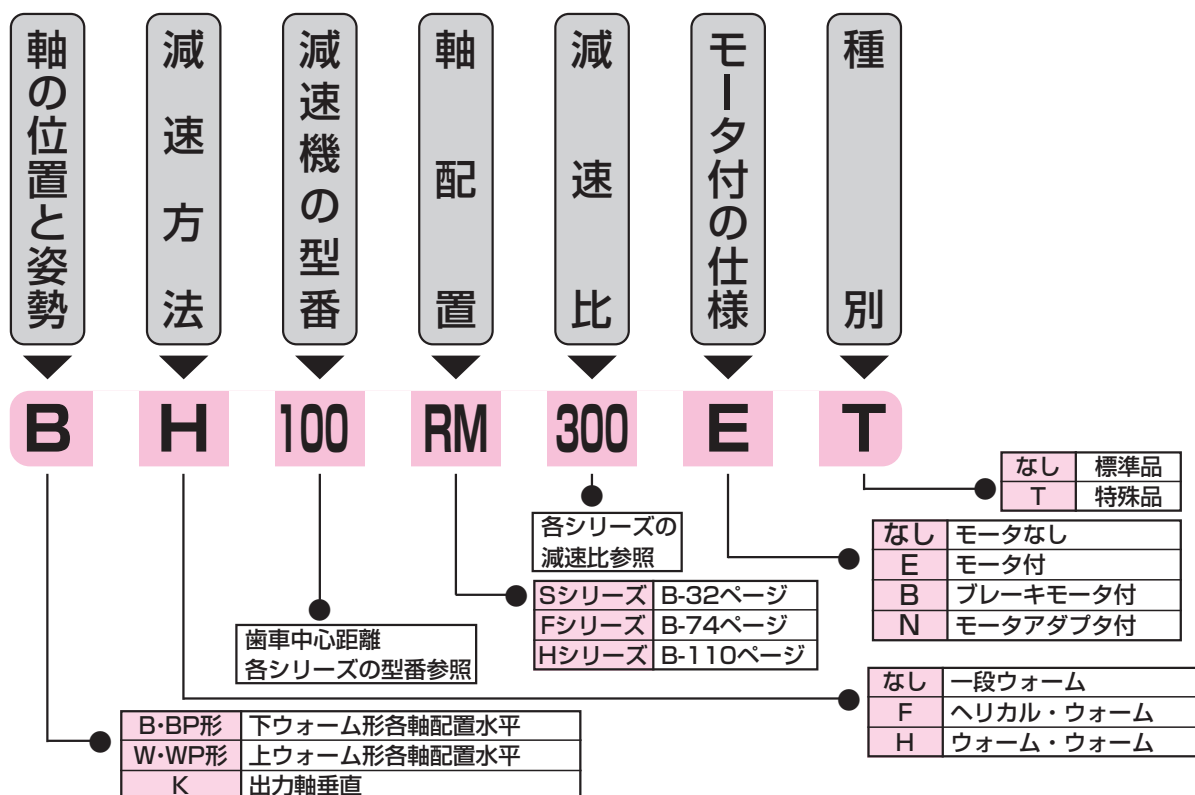 軸の位置と姿勢
減速方法
減速機の型番
軸配置
減速比
モータ付の仕様
種別
B H 100 RM 300 E T
なし 標準品
T 特殊品
各シリーズの
減速比参照
なし モータなし
E モータ付
B ブレーキモータ付
N モータアダプタ付
Sシリーズ B-32ページ
Fシリーズ B-74ページ
Hシリーズ B-110ページ
歯車中心距離
各シリーズの型番参照
なし 一段ウォーム
F ヘリカル・ウォーム
H ウォーム・ウォーム
B・BP形 下ウォーム形各軸配置水平
W・WP形 上ウォーム形各軸配置水平
K 出力軸垂直